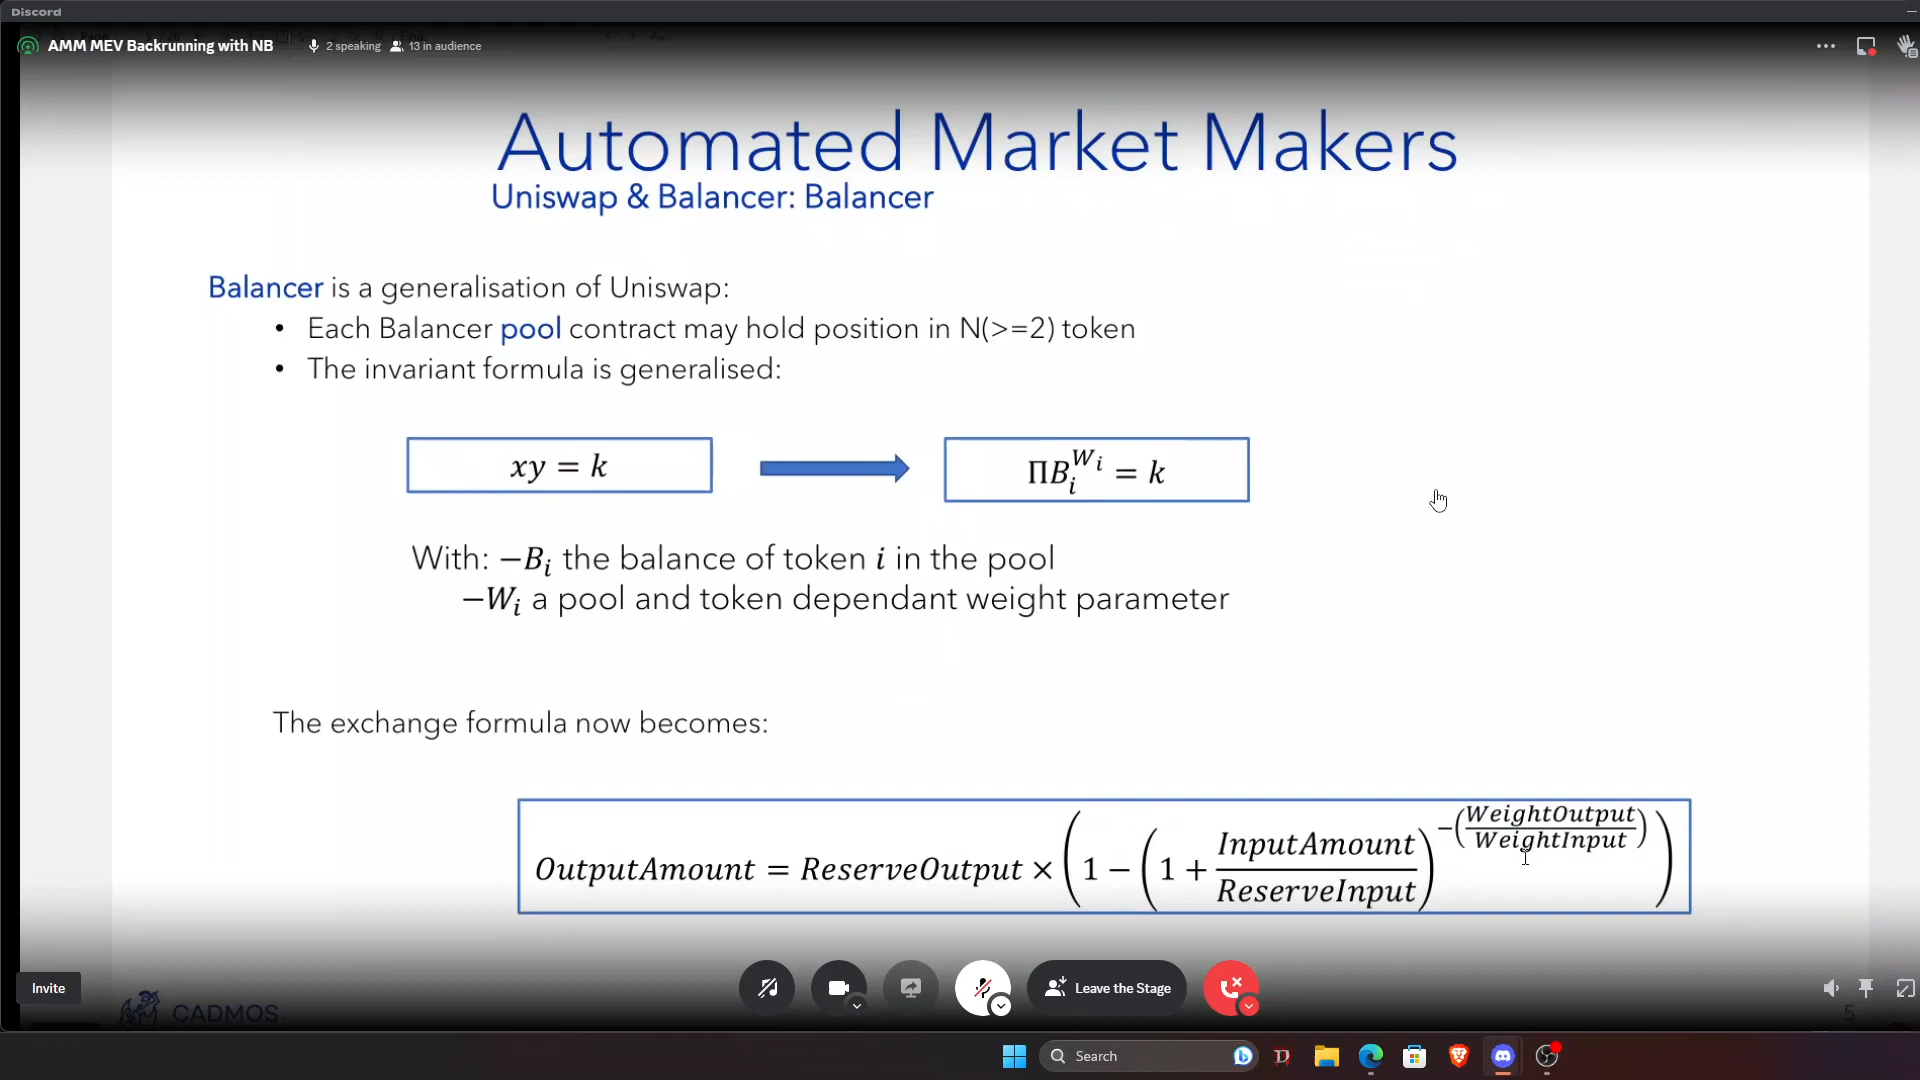 Discord
AMM MEV Backrunning with NB
2 speaking
13 in audience
Automated Market Makers
Uniswap & Balancer: Balancer
Balancer is a generalisation of Uniswap:
• Each Balancer pool contract may hold position in N(>=2) token
• The invariant formula is generalised:
xy = k
ΠB_i^{W_i} = k
With: −B_i the balance of token i in the pool
−W_i a pool and token dependant weight parameter
The exchange formula now becomes:
OutputAmount = ReserveOutput × (1 − (1 + InputAmount/ReserveInput)^{−(WeightOutput/WeightInput)})
Invite
Leave the Stage
CADMOS
5
Search